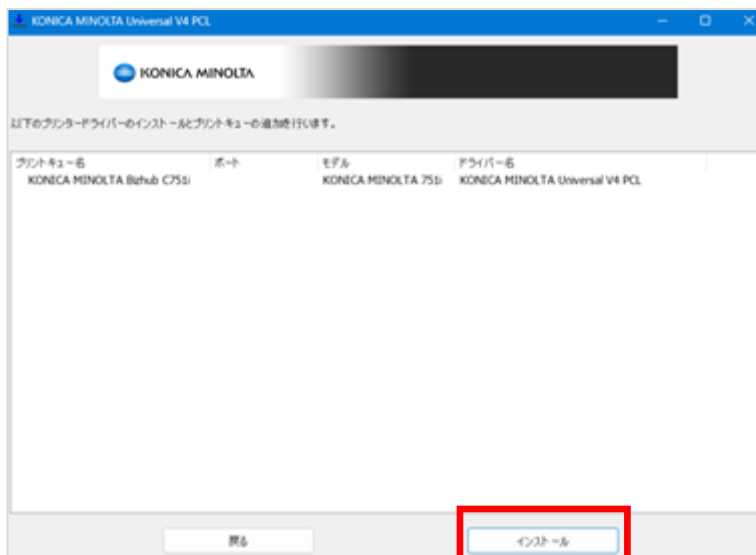 KONICA MINOLTA Universal V4 PCL
KONICA MINOLTA
以下のプリンタードライバーのインストールとプリントキューの追加を行います。
プリントキュー名 ポート モデル ドライバー名
KONICA MINOLTA Bizhub C751i KONICA MINOLTA 751i KONICA MINOLTA Universal V4 PCL
戻る インストール